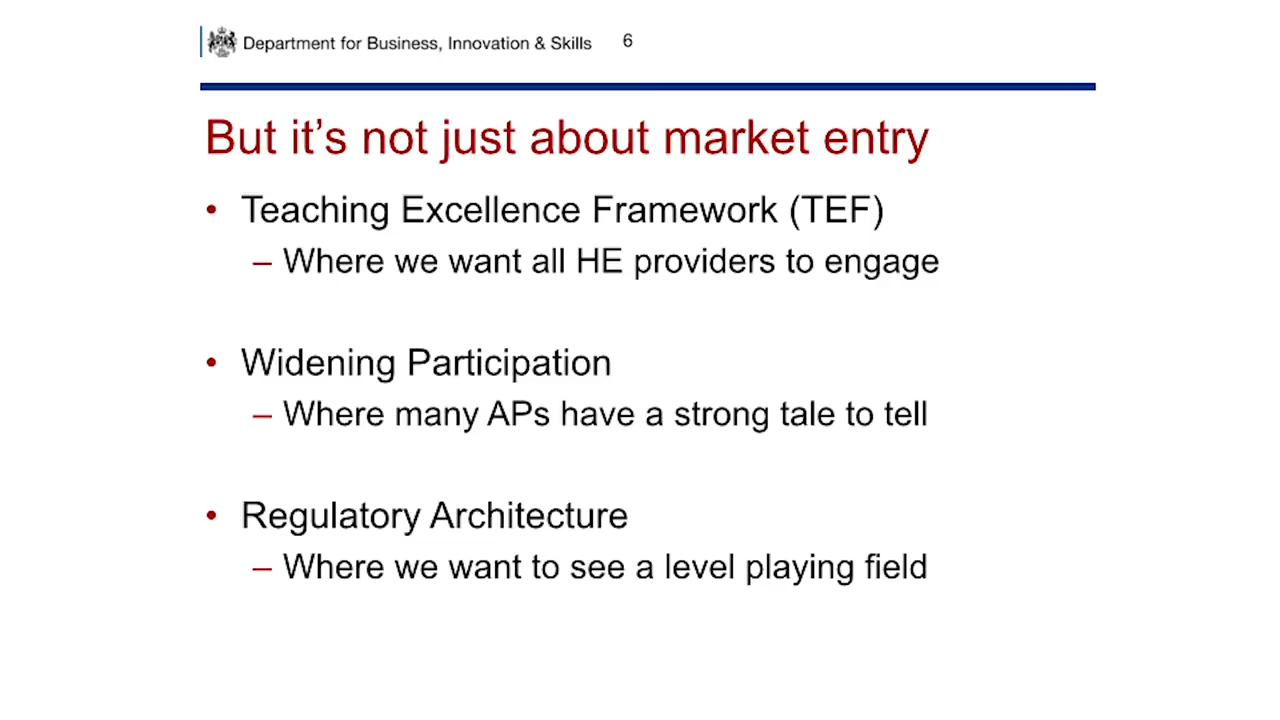 Department for Business, Innovation & Skills 6
But it's not just about market entry
• Teaching Excellence Framework (TEF)
– Where we want all HE providers to engage
• Widening Participation
– Where many APs have a strong tale to tell
• Regulatory Architecture
– Where we want to see a level playing field